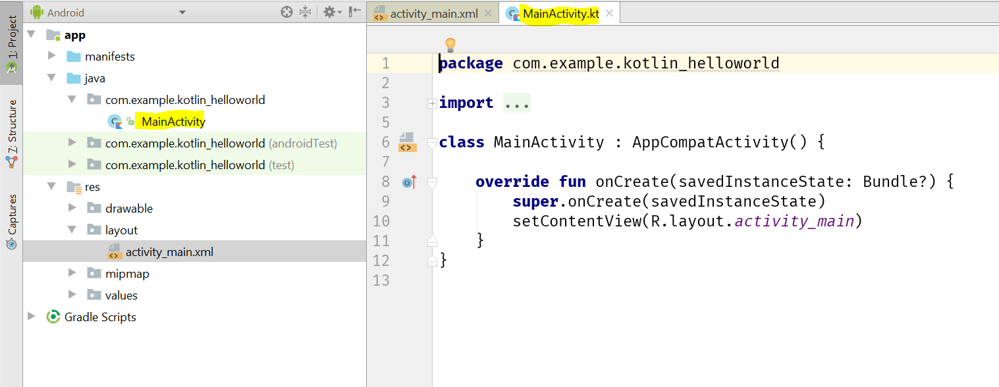 1: Project
7: Structure
Captures
Android
app
manifests
java
com.example.kotlin_helloworld
MainActivity
com.example.kotlin_helloworld (androidTest)
com.example.kotlin_helloworld (test)
res
drawable
layout
activity_main.xml
mipmap
values
Gradle Scripts
activity_main.xml
MainActivity.kt
1 package com.example.kotlin_helloworld
2
3 import ...
5
6 class MainActivity : AppCompatActivity() {
7
8 override fun onCreate(savedInstanceState: Bundle?) {
9 super.onCreate(savedInstanceState)
10 setContentView(R.layout.activity_main)
11 }
12 }
13